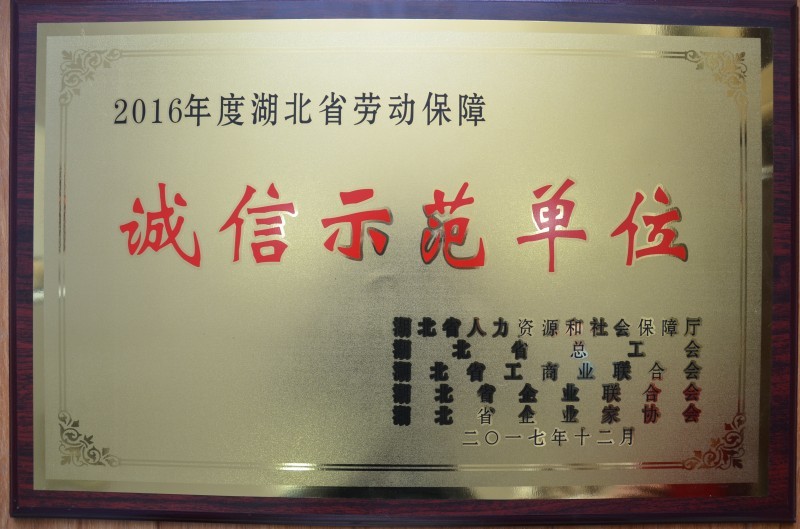 2016年度湖北省劳动保障
诚信示范单位
湖北省人力资源和社会保障厅
湖北省总工会
湖北省工商业联合会
湖北省企业联合会
湖北省企业家协会
二〇一七年十二月